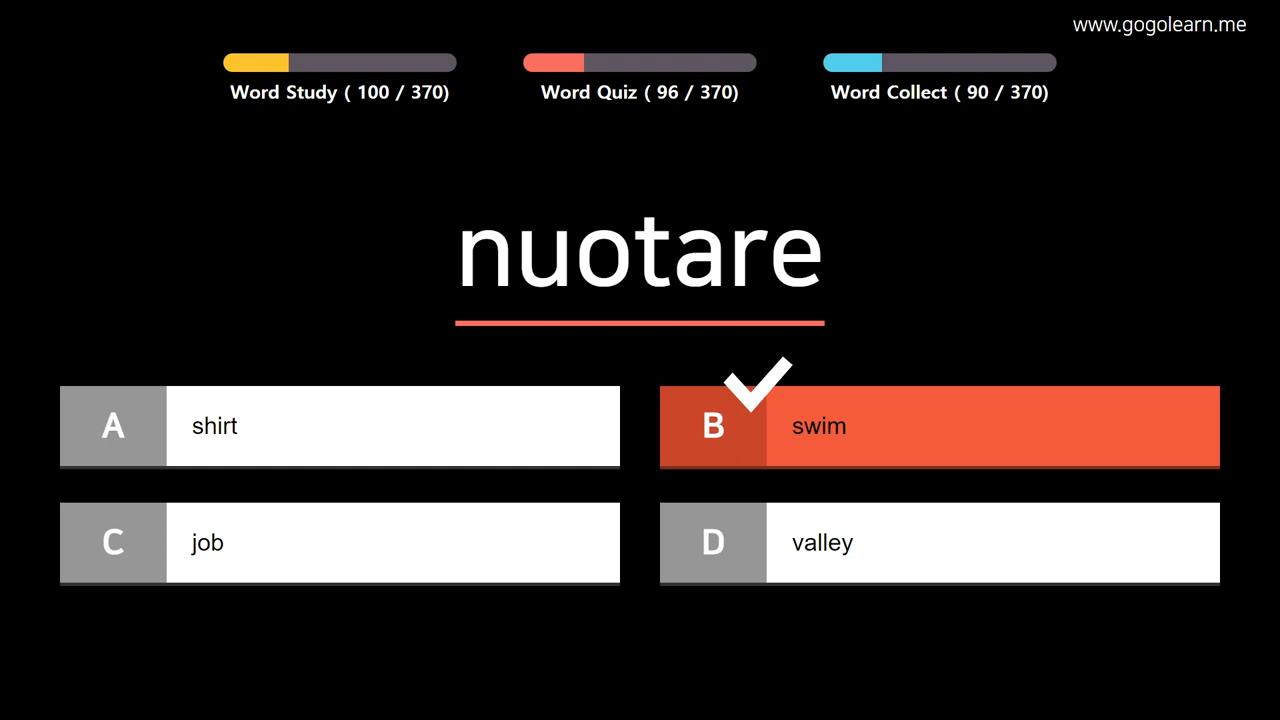 www.gogolearn.me
Word Study ( 100 / 370)
Word Quiz ( 96 / 370)
Word Collect ( 90 / 370)
nuotare
A shirt
B swim
C job
D valley